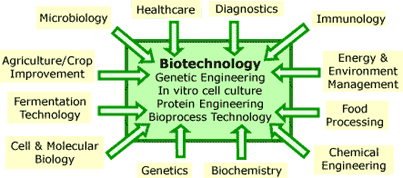 Healthcare
Diagnostics
Microbiology
Immunology
Agriculture/Crop
Improvement
Biotechnology
Genetic Engineering
In vitro cell culture
Protein Engineering
Bioprocess Technology
Energy &
Environment
Management
Fermentation
Technology
Food
Processing
Cell & Molecular
Biology
Genetics
Biochemistry
Chemical
Engineering